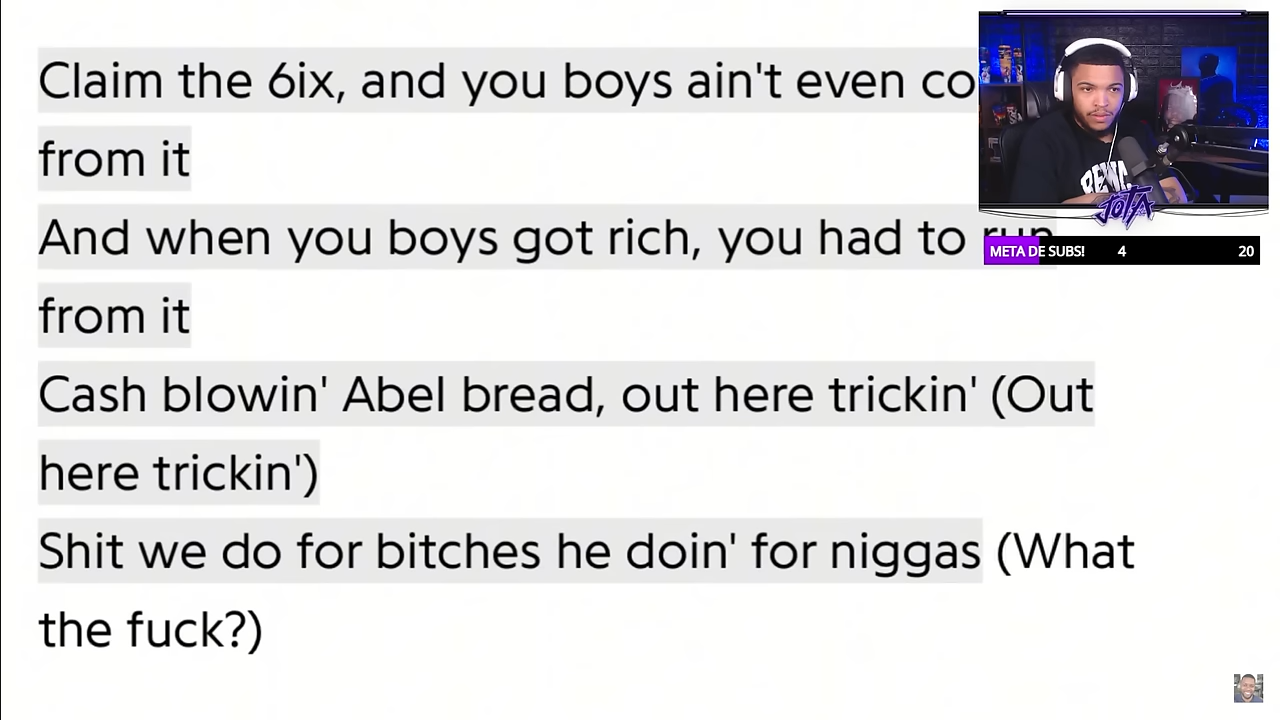 Claim the 6ix, and you boys ain't even co
from it
And when you boys got rich, you had to run
from it
Cash blowin' Abel bread, out here trickin' (Out
here trickin')
Shit we do for bitches he doin' for niggas (What
the fuck?)
JOTA
META DE SUBS! 4 20